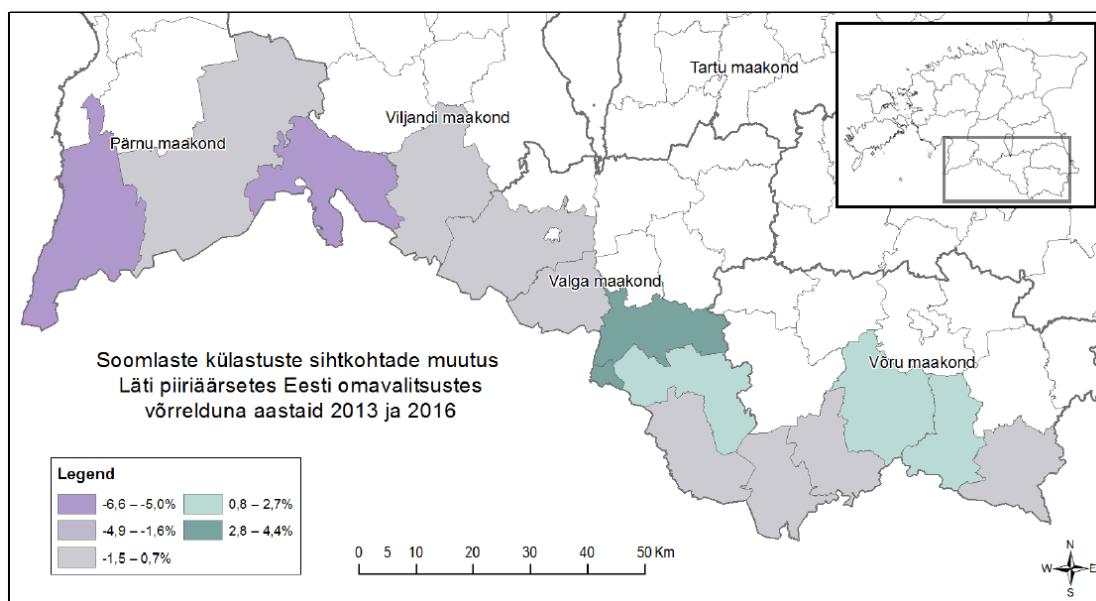 Tartu maakond
Viljandi maakond
Pärnu maakond
Valga maakond
Võru maakond
Soomlaste külastuste sihtkohtade muutus
Läti piiriäärsetes Eesti omavalitsustes
võrrelduna aastaid 2013 ja 2016
Legend
-6,6 – -5,0%
-4,9 – -1,6%
-1,5 – 0,7%
0,8 – 2,7%
2,8 – 4,4%
0 5 10 20 30 40 50 Km
N
W E
S